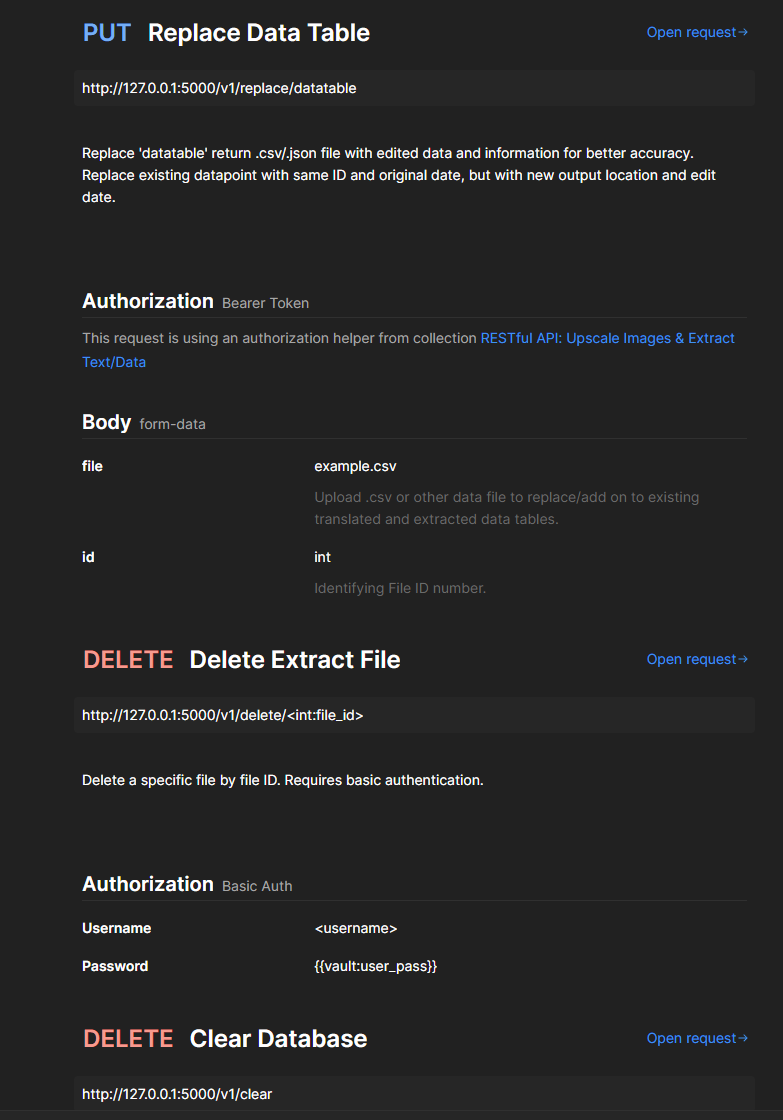 PUT Replace Data Table Open request→
http://127.0.0.1:5000/v1/replace/datatable
Replace 'datatable' return .csv/.json file with edited data and information for better accuracy.
Replace existing datapoint with same ID and original date, but with new output location and edit
date.
Authorization Bearer Token
This request is using an authorization helper from collection RESTful API: Upscale Images & Extract
Text/Data
Body form-data
file example.csv
Upload .csv or other data file to replace/add on to existing
translated and extracted data tables.
id int
Identifying File ID number.
DELETE Delete Extract File Open request→
http://127.0.0.1:5000/v1/delete/<int:file_id>
Delete a specific file by file ID. Requires basic authentication.
Authorization Basic Auth
Username <username>
Password {{vault:user_pass}}
DELETE Clear Database Open request→
http://127.0.0.1:5000/v1/clear